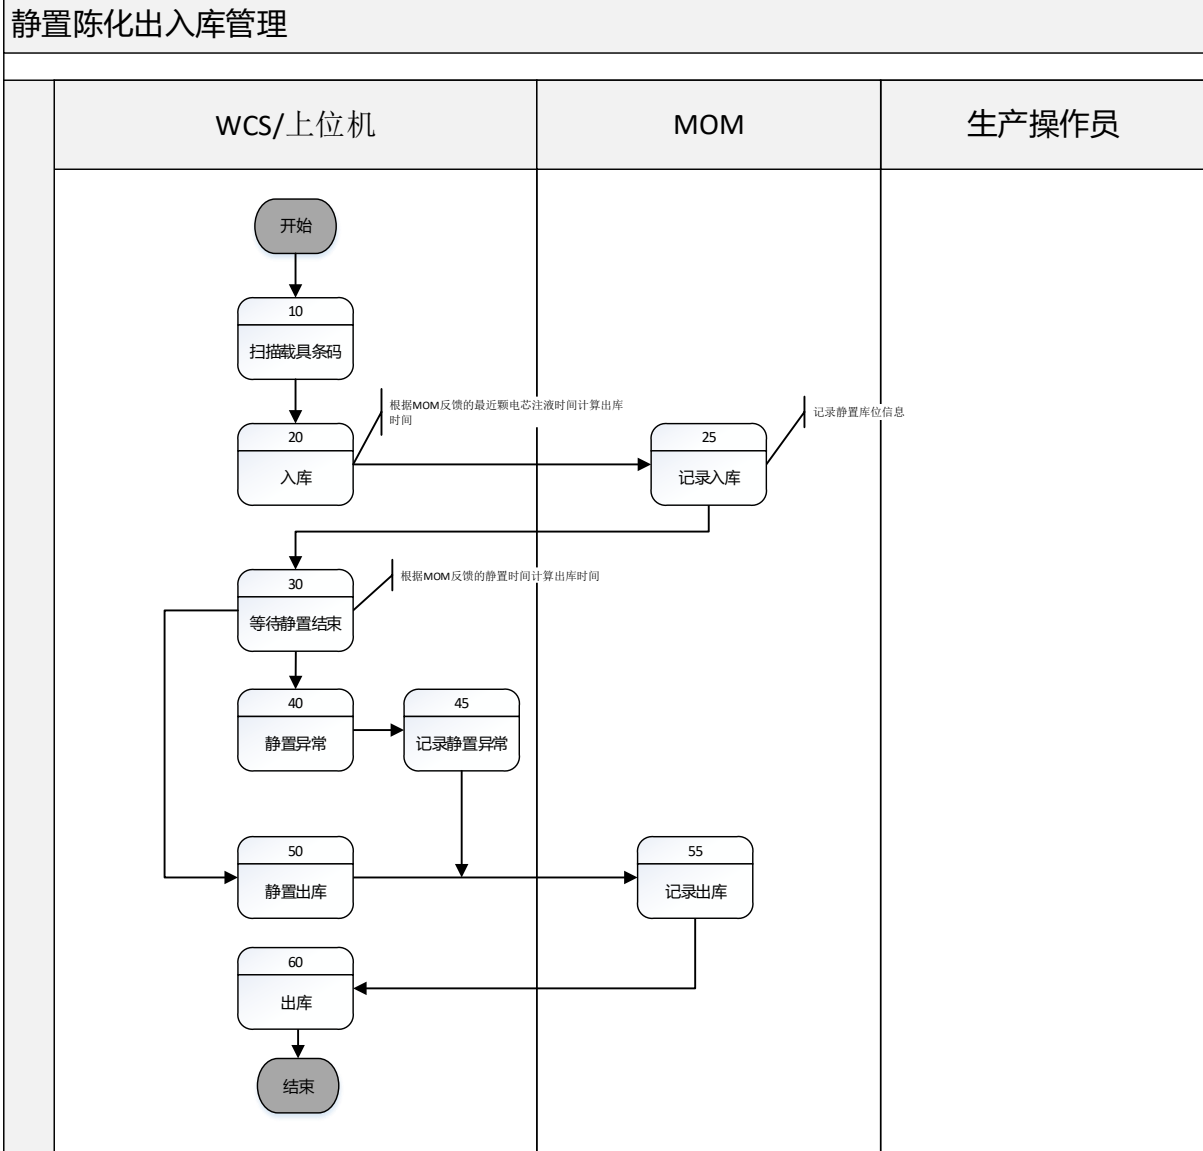 静置陈化出入库管理
WCS/上位机
MOM
生产操作员
开始
10
扫描载具条码
根据MOM反馈的最近颗电芯注液时间计算出库
时间
记录静置库位信息
20
入库
25
记录入库
30
等待静置结束
根据MOM反馈的静置时间计算出库时间
40
静置异常
45
记录静置异常
50
静置出库
55
记录出库
60
出库
结束